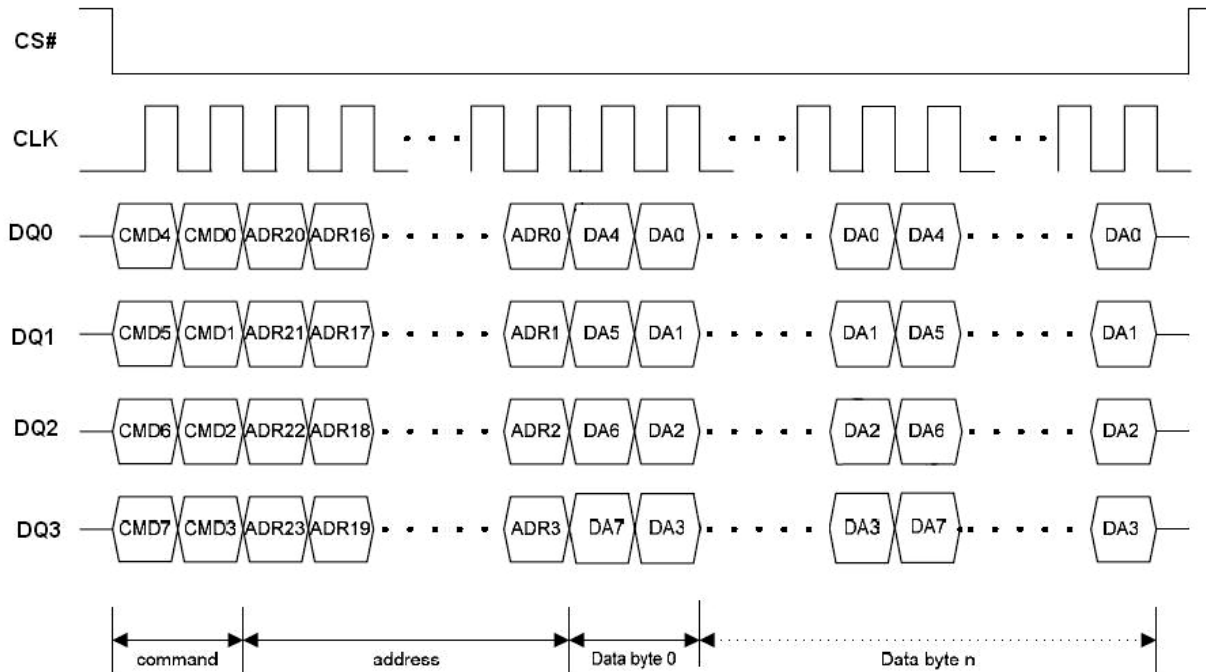 CS#
CLK
DQ0 CMD4 CMD0 ADR20 ADR16 ADR0 DA4 DA0 DA0 DA4 DA0
DQ1 CMD5 CMD1 ADR21 ADR17 ADR1 DA5 DA1 DA1 DA5 DA1
DQ2 CMD6 CMD2 ADR22 ADR18 ADR2 DA6 DA2 DA2 DA6 DA2
DQ3 CMD7 CMD3 ADR23 ADR19 ADR3 DA7 DA3 DA3 DA7 DA3
command address Data byte 0 Data byte n